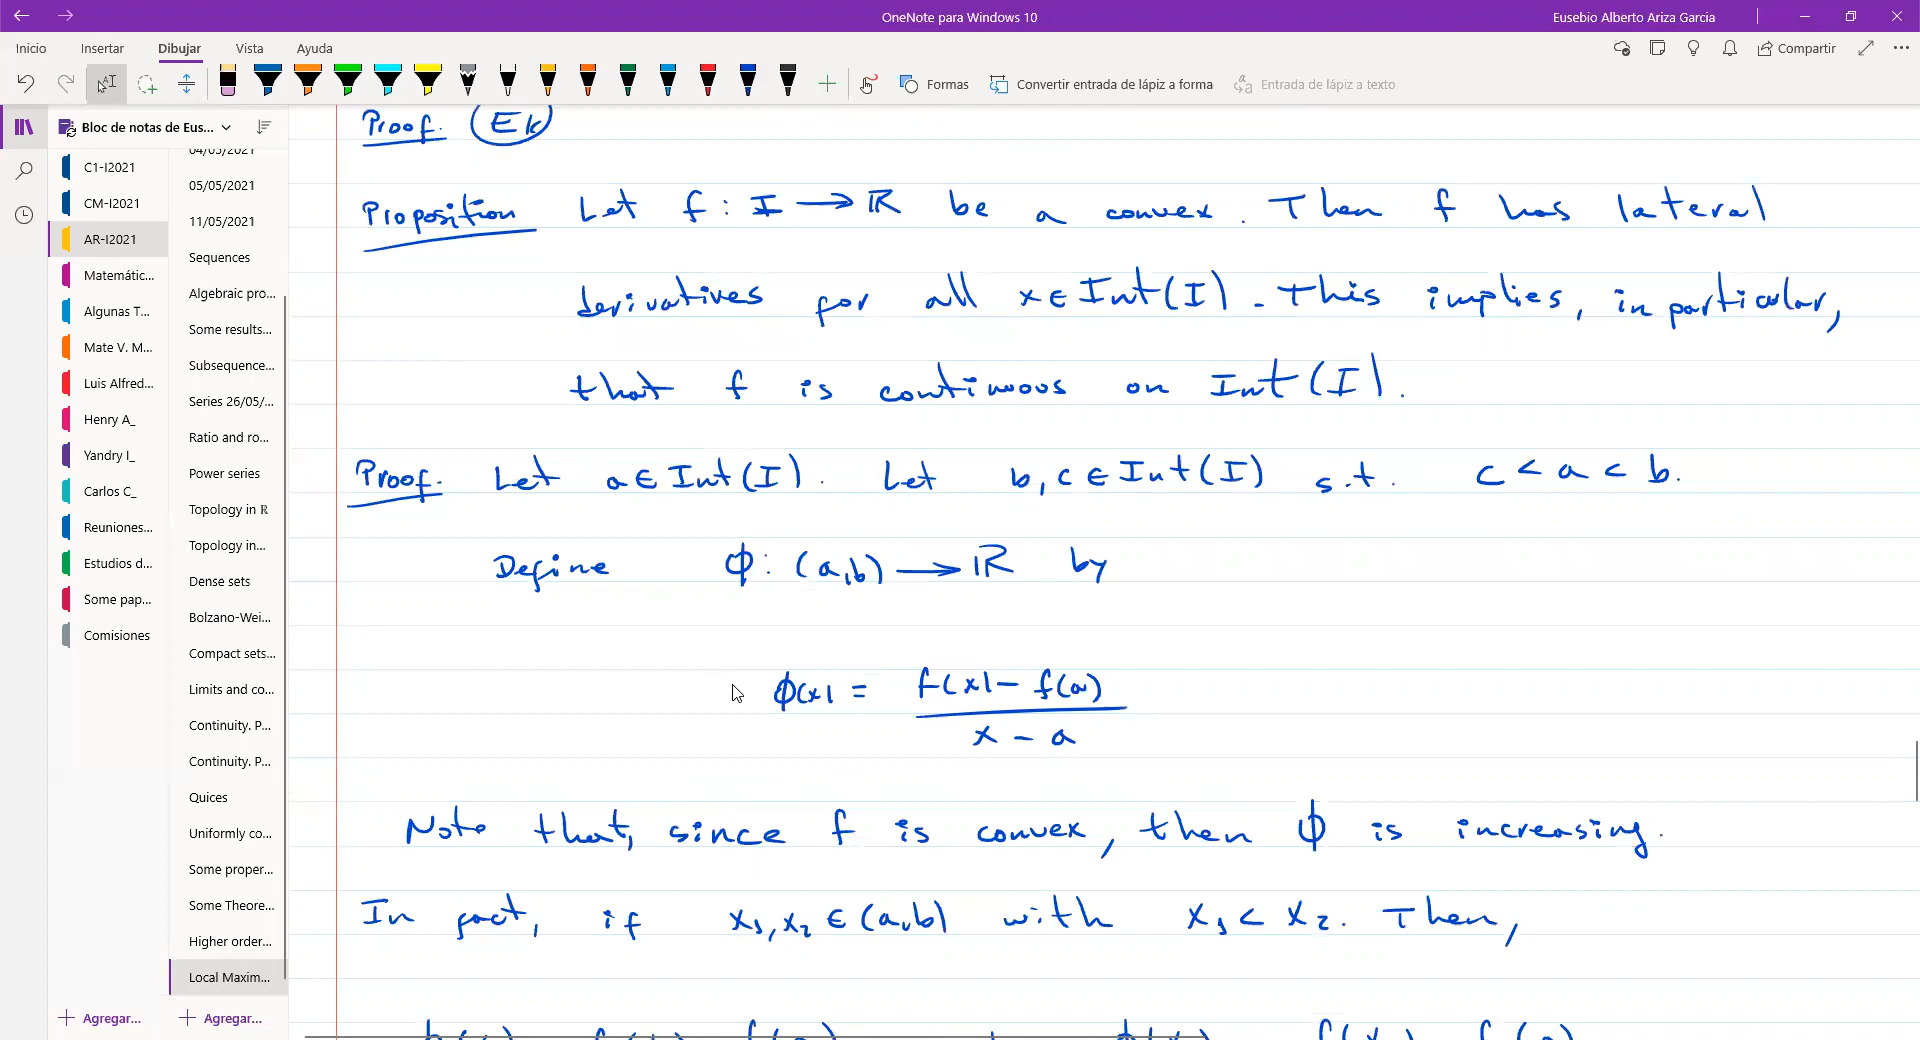 OneNote para Windows 10
Eusebio Alberto Ariza Garcia
Inicio
Insertar
Dibujar
Vista
Ayuda
Compartir
Formas
Convertir entrada de lápiz a forma
Entrada de lápiz a texto
Bloc de notas de Eus...
C1-I2021
CM-I2021
AR-I2021
Matemátic...
Algunas T...
Mate V. M...
Luis Alfred...
Henry A_
Yandry I_
Carlos C_
Reuniones...
Estudios d...
Some pap...
Comisiones
Agregar...
04/05/2021
05/05/2021
11/05/2021
Sequences
Algebraic pro...
Some results...
Subsequence...
Series 26/05/...
Ratio and ro...
Power series
Topology in ℝ
Topology in...
Dense sets
Bolzano-Wei...
Compact sets...
Limits and co...
Continuity. P...
Continuity. P...
Quices
Uniformly co...
Some proper...
Some Theore...
Higher order...
Local Maxim...
Agregar...
Proof.
Proposition Let f : I → ℝ be a convex. Then f has lateral
derivatives for all x ∈ Int(I). This implies, in particular,
that f is continuous on Int(I).
Proof. Let a ∈ Int(I). Let b, c ∈ Int(I) s.t. c < a < b.
Define ϕ : (a,b) → ℝ by
ϕ(x) = f(x) - f(a)
x - a
Note that, since f is convex, then ϕ is increasing.
In fact, if x₁, x₂ ∈ (a,b) with x₁ < x₂. Then,